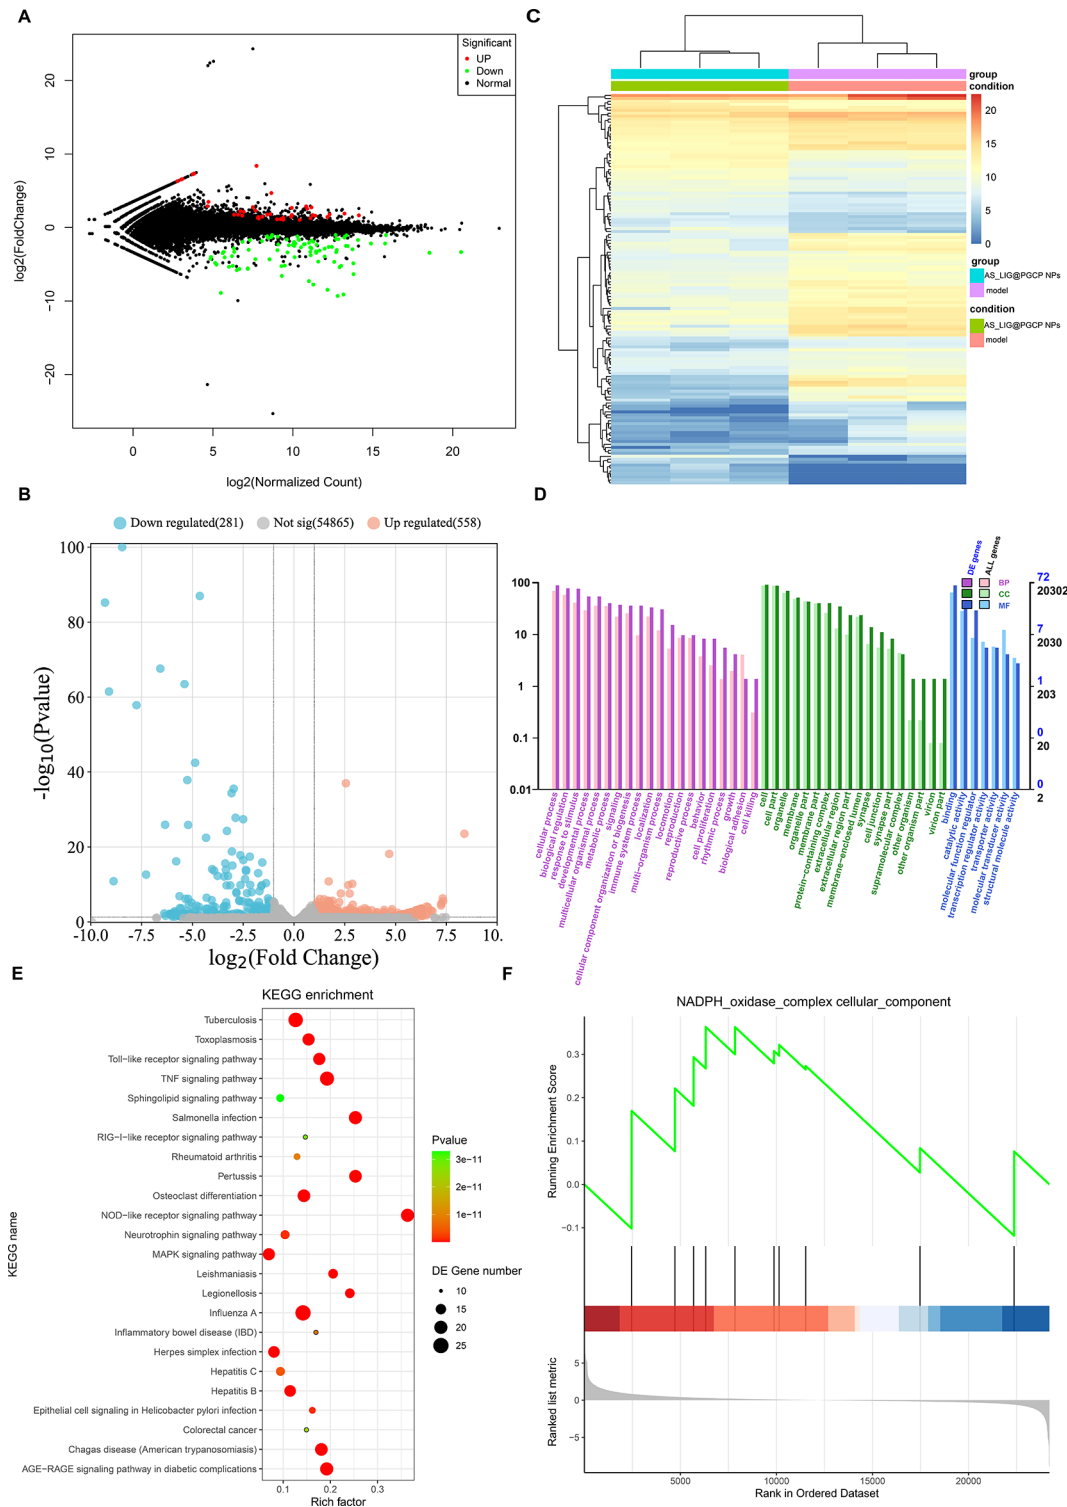 A
Significant
UP
Down
Normal
20
10
0
-10
-20
log2(FoldChange)
0
5
10
15
20
log2(Normalized Count)
C
group
condition
20
15
10
5
0
group
AS_LIG@PGCP NPs
model
condition
AS_LIG@PGCP NPs
model
B
Down regulated(281)
Not sig(54865)
Up regulated(558)
100
80
60
40
20
0
-log10(Pvalue)
-10.0
-7.5
-5.0
-2.5
0.0
2.5
5.0
7.5
10.
log2(Fold Change)
D
DE genes
ALL genes
BP
CC
MF
100
10
1
0.1
0.01
72
20302
7
2030
1
203
0
20
0
2
cellular process
biological regulation
response to stimulus
developmental process
multicellular organismal process
metabolic process
signaling
cellular component organization or biogenesis
immune system process
localization
multi−organism process
locomotion
reproduction
reproductive process
behavior
cell proliferation
rhythmic process
growth
biological adhesion
cell killing
cell
cell part
organelle
membrane
organelle part
membrane part
protein−containing complex
extracellular region
extracellular region part
membrane−enclosed lumen
synapse
cell junction
synapse part
supramolecular complex
other organism
other organism part
virion
virion part
binding
catalytic activity
molecular function regulator
transcription regulator activity
transporter activity
molecular transducer activity
structural molecule activity
E
KEGG enrichment
KEGG name
Tuberculosis
Toxoplasmosis
Toll−like receptor signaling pathway
TNF signaling pathway
Sphingolipid signaling pathway
Salmonella infection
RIG−I−like receptor signaling pathway
Rheumatoid arthritis
Pertussis
Osteoclast differentiation
NOD−like receptor signaling pathway
Neurotrophin signaling pathway
MAPK signaling pathway
Leishmaniasis
Legionellosis
Influenza A
Inflammatory bowel disease (IBD)
Herpes simplex infection
Hepatitis C
Hepatitis B
Epithelial cell signaling in Helicobacter pylori infection
Colorectal cancer
Chagas disease (American trypanosomiasis)
AGE−RAGE signaling pathway in diabetic complications
0.1
0.2
0.3
Rich factor
Pvalue
3e−11
2e−11
1e−11
DE Gene number
10
15
20
25
F
NADPH_oxidase_complex cellular_component
0.3
0.2
0.1
0.0
−0.1
Running Enrichment Score
5
0
−5
Ranked list metric
5000
10000
15000
20000
Rank in Ordered Dataset